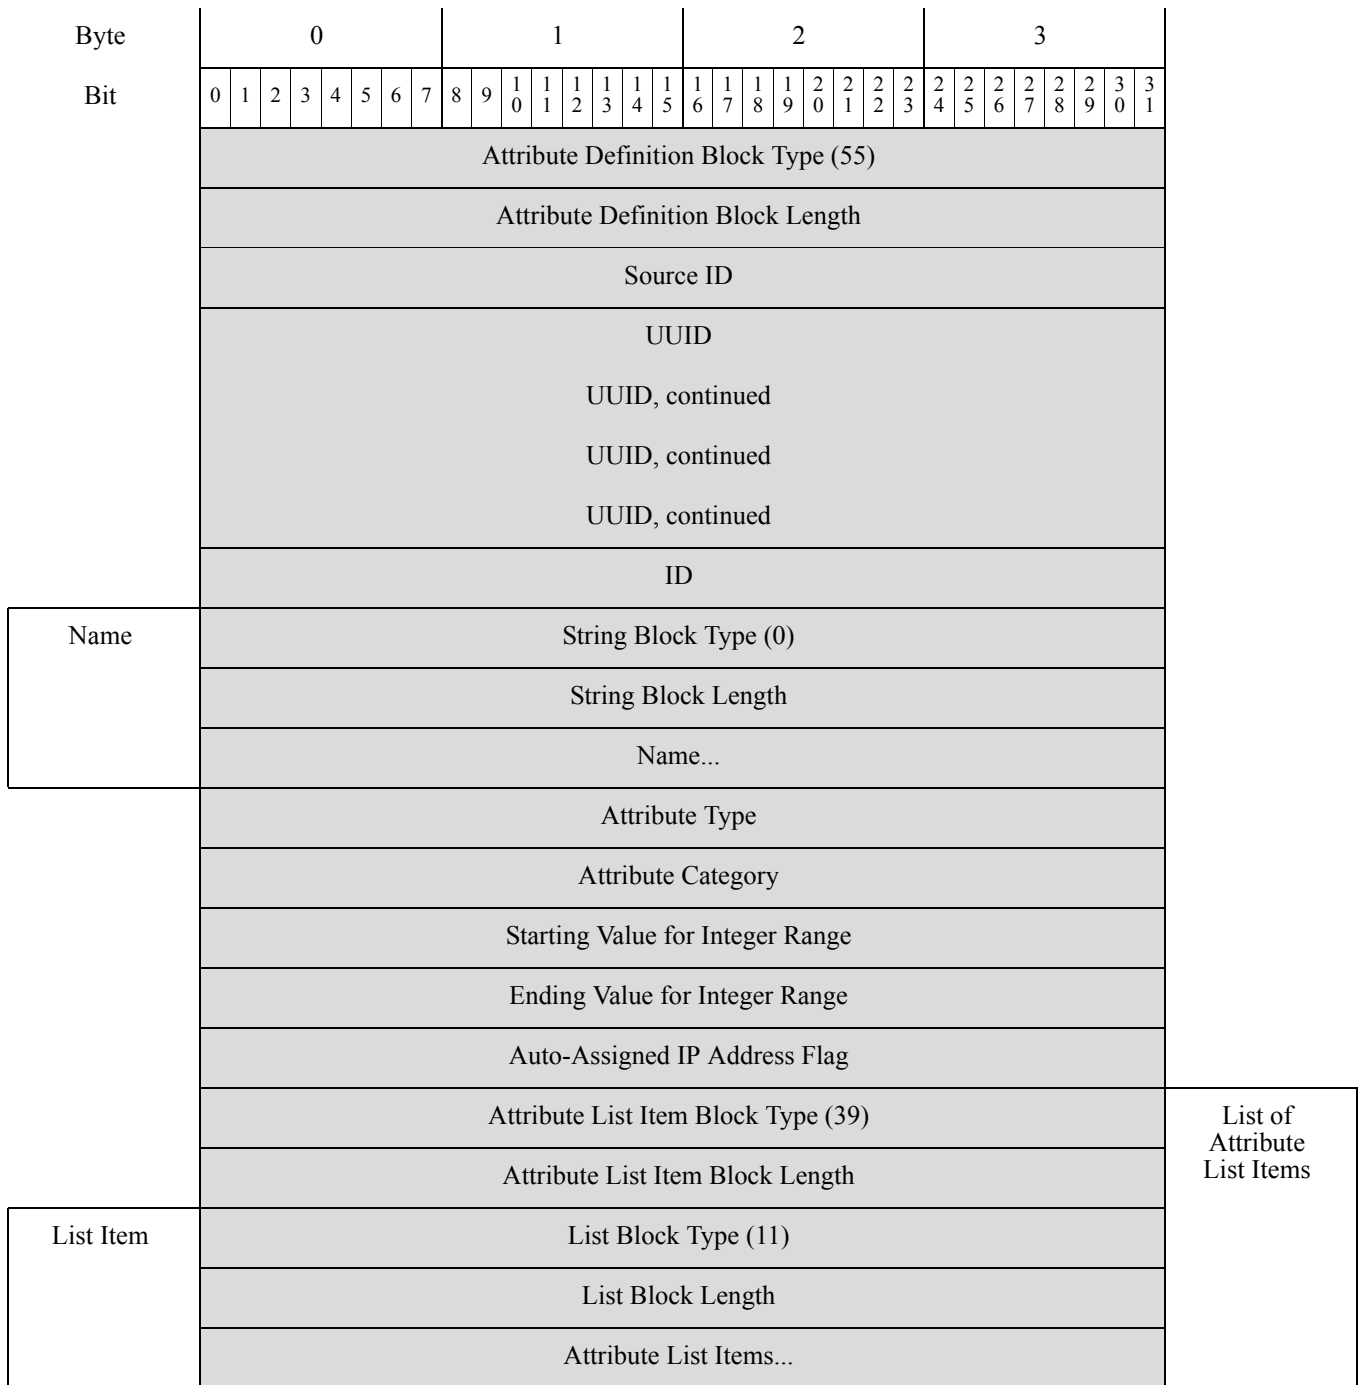 Byte 0 1 2 3
Bit 0 1 2 3 4 5 6 7 8 9 10 11 12 13 14 15 16 17 18 19 20 21 22 23 24 25 26 27 28 29 30 31
Attribute Definition Block Type (55)
Attribute Definition Block Length
Source ID
UUID
UUID, continued
UUID, continued
UUID, continued
ID
Name String Block Type (0)
String Block Length
Name...
Attribute Type
Attribute Category
Starting Value for Integer Range
Ending Value for Integer Range
Auto-Assigned IP Address Flag
Attribute List Item Block Type (39)
List of
Attribute
List Items
Attribute List Item Block Length
List Item List Block Type (11)
List Block Length
Attribute List Items...